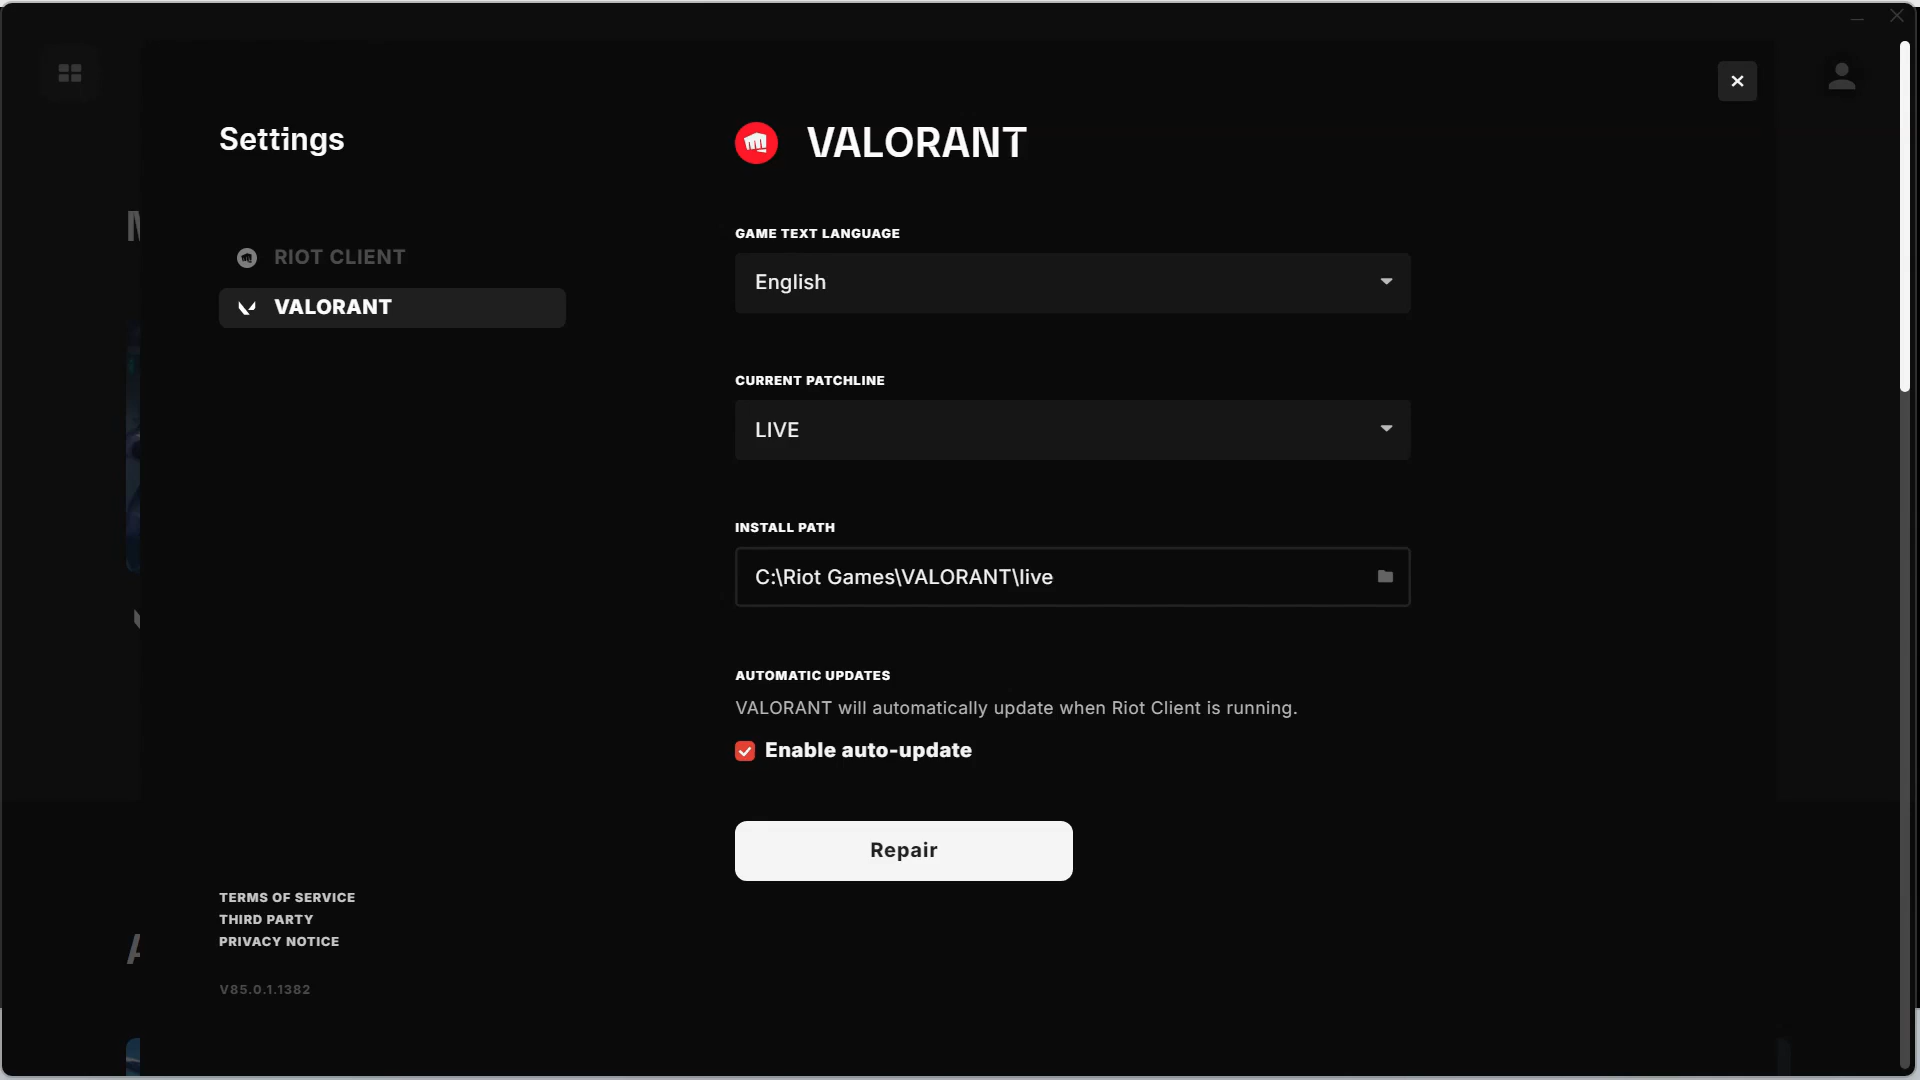 Settings
RIOT CLIENT
VALORANT
TERMS OF SERVICE
THIRD PARTY
PRIVACY NOTICE
V85.0.1.1382
VALORANT
GAME TEXT LANGUAGE
English
CURRENT PATCHLINE
LIVE
INSTALL PATH
C:\Riot Games\VALORANT\live
AUTOMATIC UPDATES
VALORANT will automatically update when Riot Client is running.
Enable auto-update
Repair